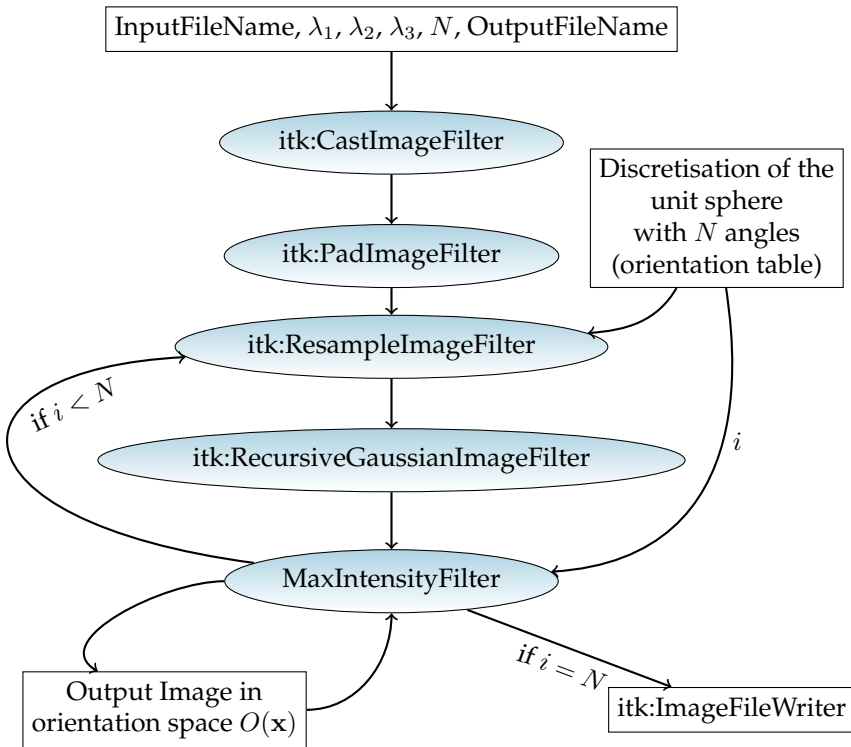 InputFileName, λ₁, λ₂, λ₃, N, OutputFileName
itk:CastImageFilter
Discretisation of the
unit sphere
with N angles
(orientation table)
itk:PadImageFilter
itk:ResampleImageFilter
if i < N
itk:RecursiveGaussianImageFilter
i
MaxIntensityFilter
if i = N
Output Image in
orientation space O(x)
itk:ImageFileWriter